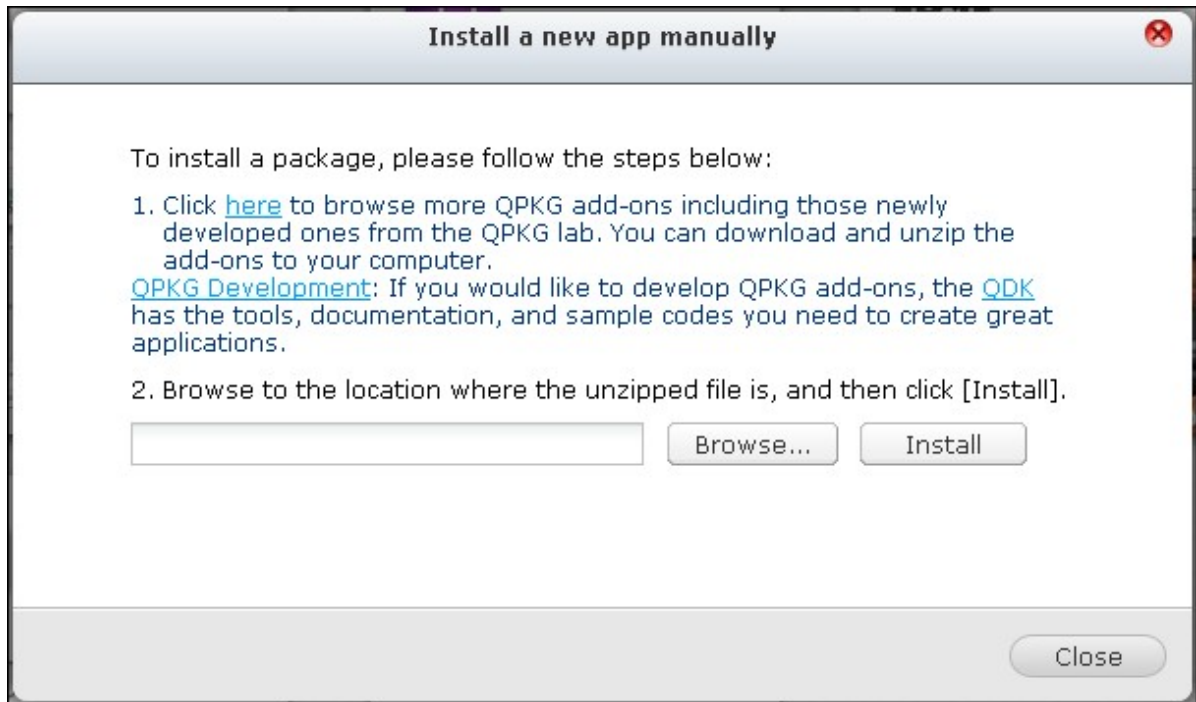 Install a new app manually
To install a package, please follow the steps below:
1. Click here to browse more QPKG add-ons including those newly
developed ones from the QPKG lab. You can download and unzip the
add-ons to your computer.
QPKG Development: If you would like to develop QPKG add-ons, the QDK
has the tools, documentation, and sample codes you need to create great
applications.
2. Browse to the location where the unzipped file is, and then click [Install].
Browse... Install
Close